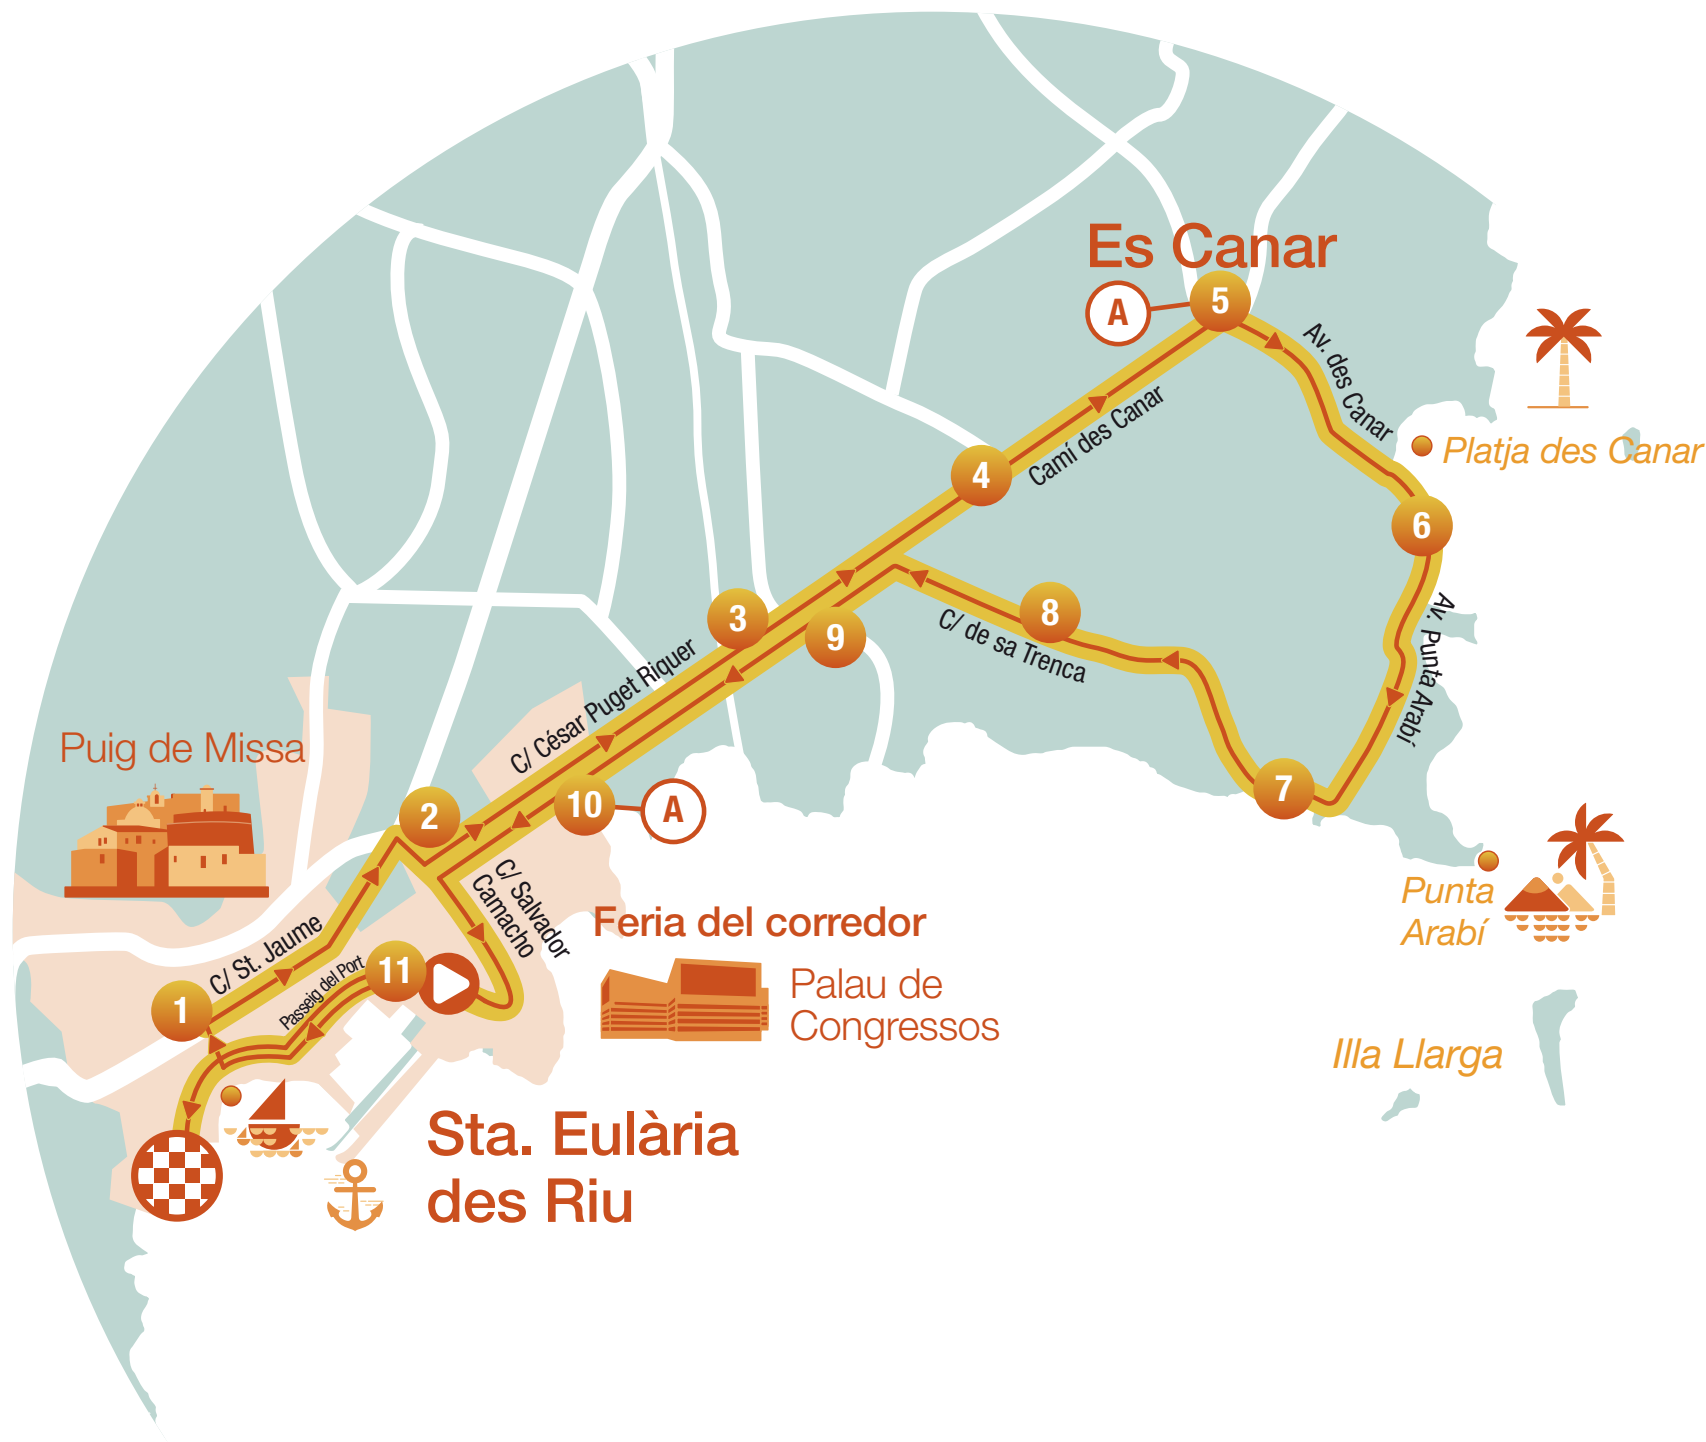 Es Canar
A
5
Av. des Canar
Platja des Canar
Camí des Canar
4
6
Av. Punta Arabí
8
C/ de sa Trenca
3
9
C/ César Puget Riquer
Puig de Missa
7
10
A
2
C/ Salvador
Camacho
Punta
Arabí
Feria del corredor
Palau de
Congressos
C/ St. Jaume
11
Passeig del Port
1
Illa Llarga
Sta. Eulària
des Riu